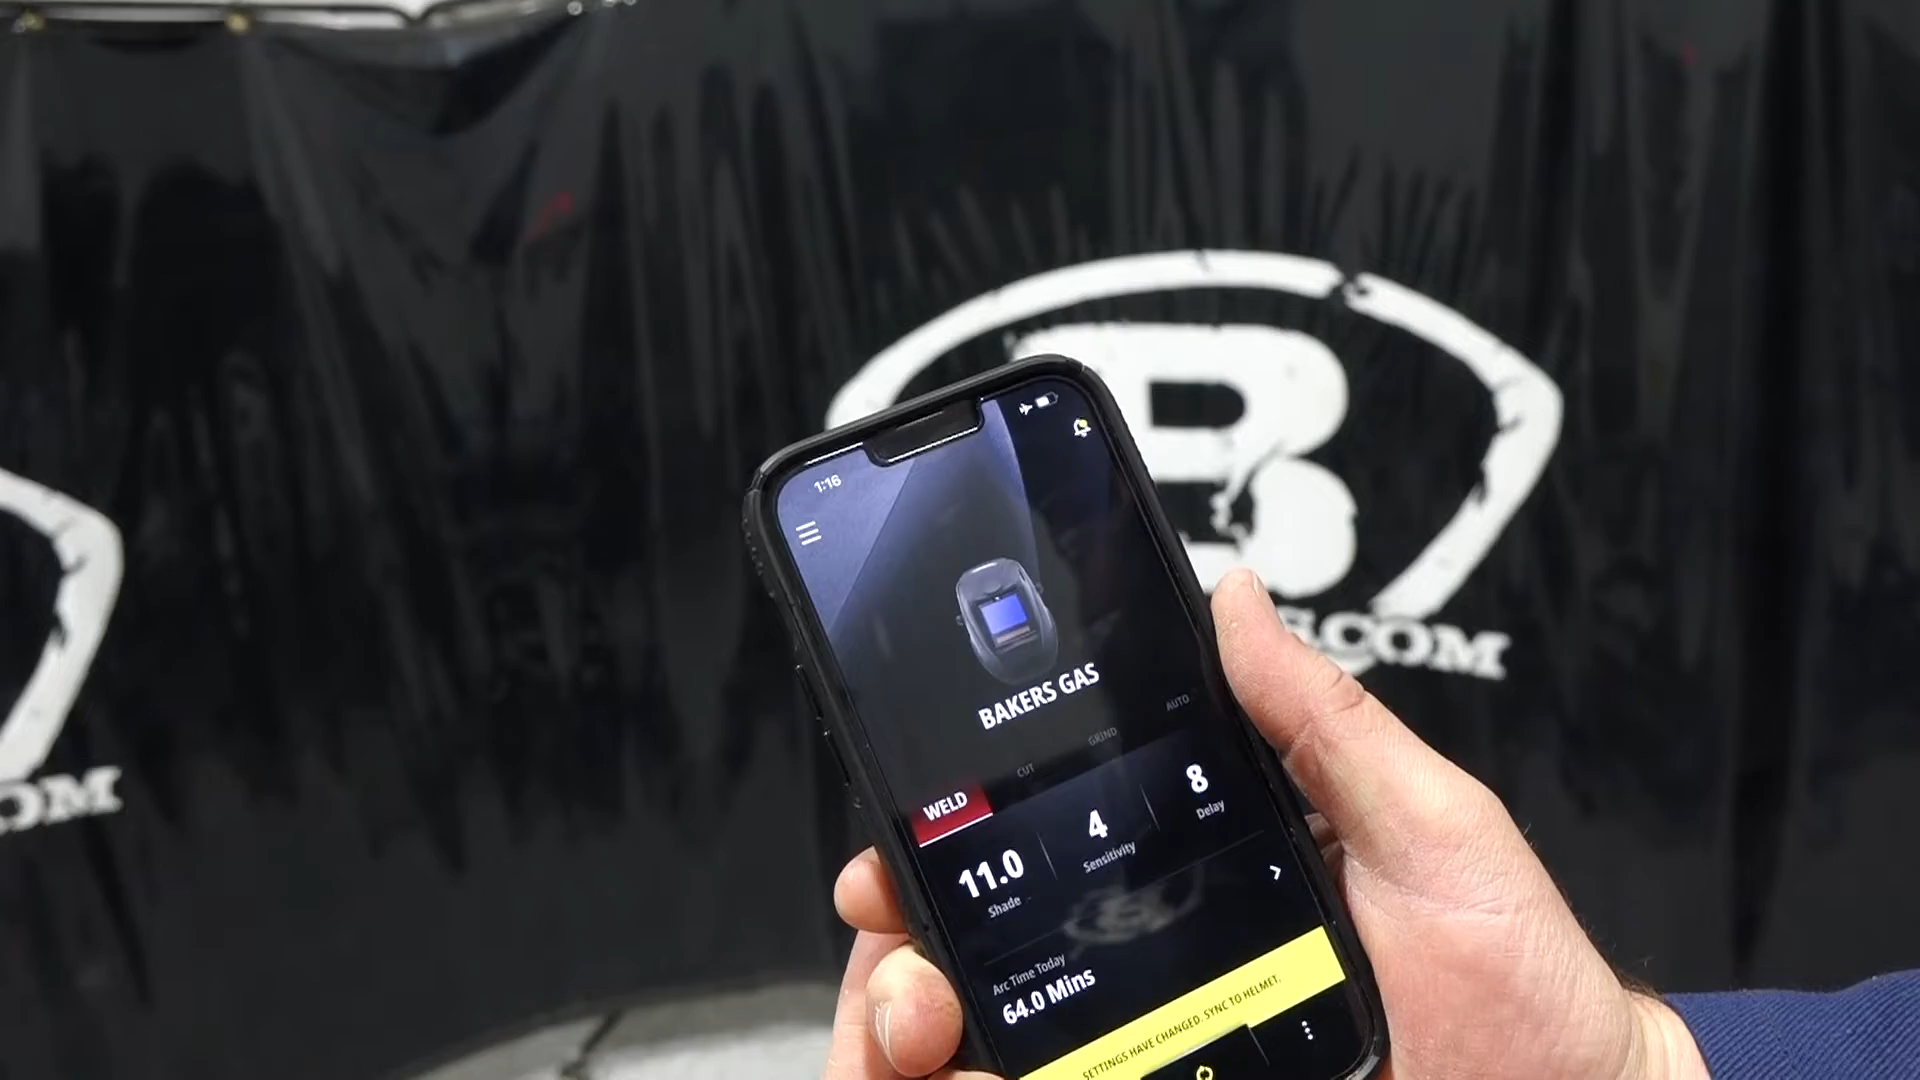 1:16
BAKERS GAS
WELD
CUT
GRIND
AUTO
11.0
Shade
4
Sensitivity
8
Delay
Arc Time Today
64.0 Mins
SETTINGS HAVE CHANGED. SYNC TO HELMET.
B
.COM
OM